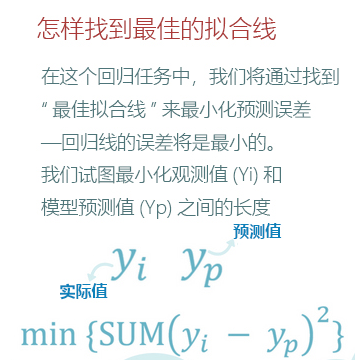 怎样找到最佳的拟合线
在这个回归任务中，我们将通过找到
“ 最佳拟合线 ” 来最小化预测误差
—回归线的误差将是最小的。
我们试图最小化观测值 (Yi) 和
模型预测值 (Yp) 之间的长度
预测值
y_i y_p
实际值
min {SUM(y_i − y_p)^2}